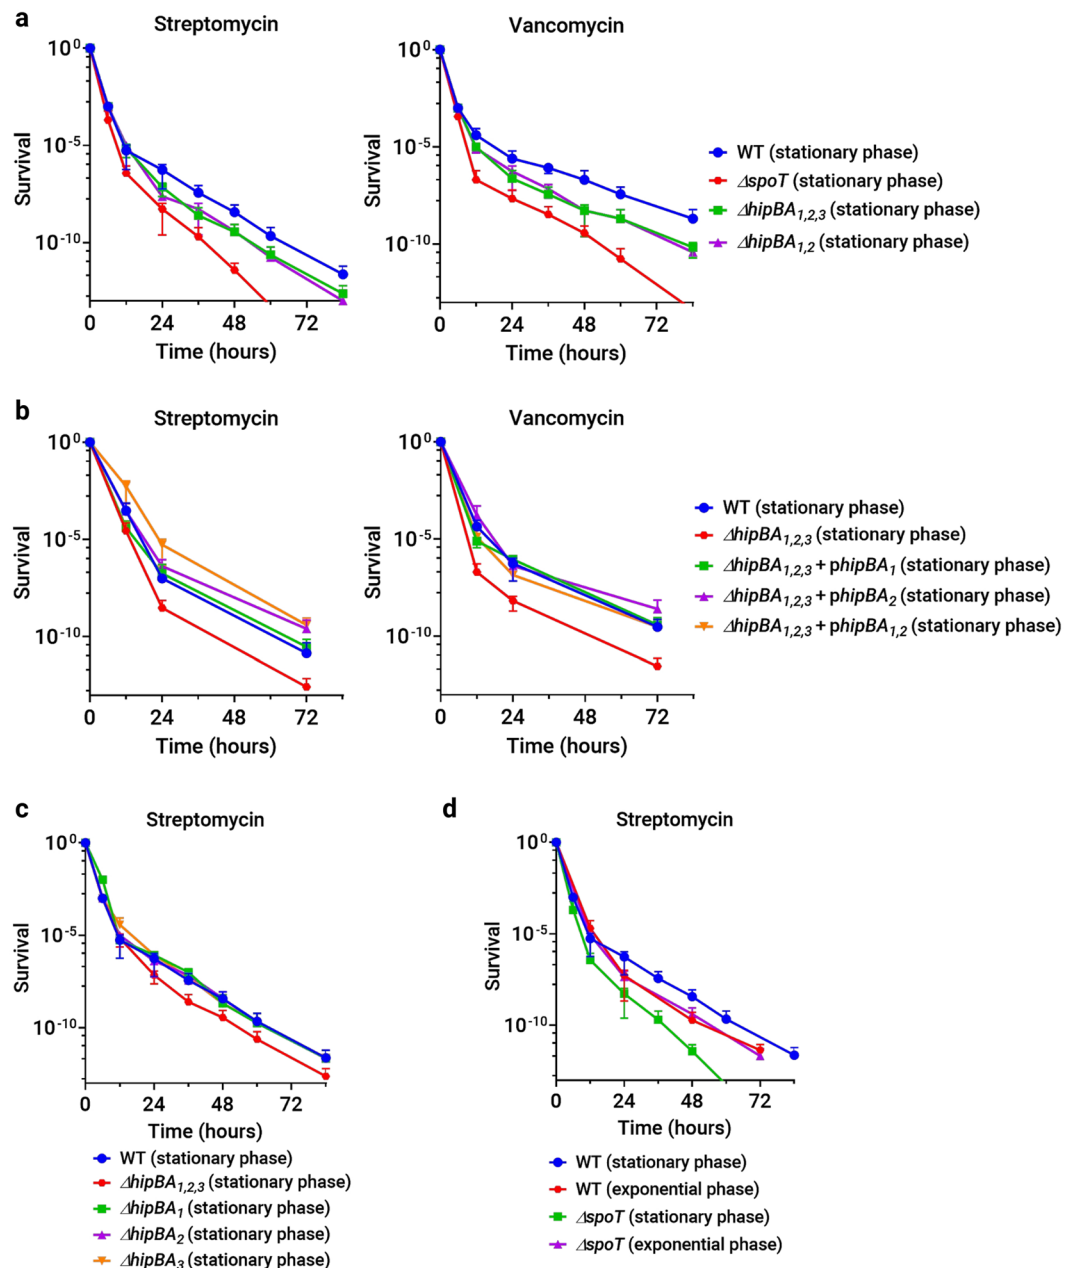 a
Streptomycin
Vancomycin
10⁰
10⁻⁵
10⁻¹⁰
Survival
0 24 48 72
Time (hours)
10⁰
10⁻⁵
10⁻¹⁰
Survival
0 24 48 72
Time (hours)
WT (stationary phase)
ΔspoT (stationary phase)
ΔhipBA1,2,3 (stationary phase)
ΔhipBA1,2 (stationary phase)
b
Streptomycin
Vancomycin
10⁰
10⁻⁵
10⁻¹⁰
Survival
0 24 48 72
Time (hours)
10⁰
10⁻⁵
10⁻¹⁰
Survival
0 24 48 72
Time (hours)
WT (stationary phase)
ΔhipBA1,2,3 (stationary phase)
ΔhipBA1,2,3 + phipBA1 (stationary phase)
ΔhipBA1,2,3 + phipBA2 (stationary phase)
ΔhipBA1,2,3 + phipBA1,2 (stationary phase)
c
Streptomycin
10⁰
10⁻⁵
10⁻¹⁰
Survival
0 24 48 72
Time (hours)
WT (stationary phase)
ΔhipBA1,2,3 (stationary phase)
ΔhipBA1 (stationary phase)
ΔhipBA2 (stationary phase)
ΔhipBA3 (stationary phase)
d
Streptomycin
10⁰
10⁻⁵
10⁻¹⁰
Survival
0 24 48 72
Time (hours)
WT (stationary phase)
WT (exponential phase)
ΔspoT (stationary phase)
ΔspoT (exponential phase)